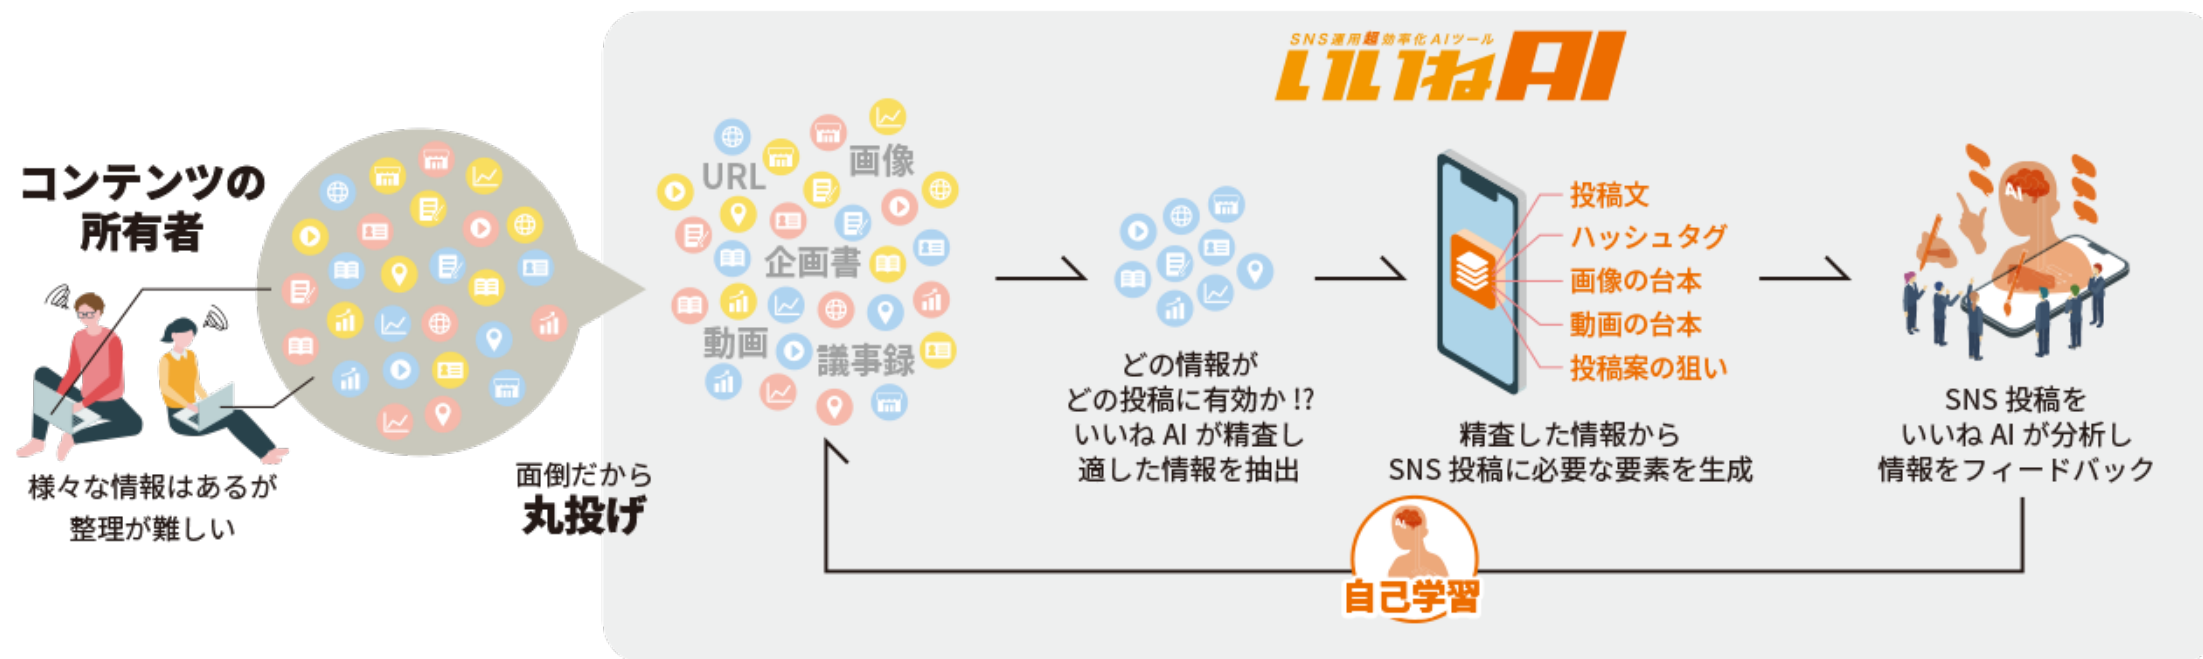 SNS運用超効率化AIツール
いいねAI
コンテンツの
所有者
様々な情報はあるが
整理が難しい
面倒だから
丸投げ
URL
画像
企画書
動画
議事録
どの情報が
どの投稿に有効か!?
いいね AI が精査し
適した情報を抽出
投稿文
ハッシュタグ
画像の台本
動画の台本
投稿案の狙い
精査した情報から
SNS 投稿に必要な要素を生成
AI
SNS 投稿を
いいね AI が分析し
情報をフィードバック
AI
自己学習